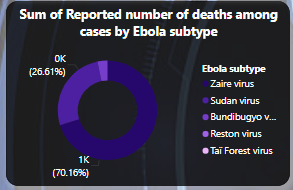 Sum of Reported number of deaths among
cases by Ebola subtype
0K
(26.61%)
1K
(70.16%)
Ebola subtype
Zaire virus
Sudan virus
Bundibugyo v...
Reston virus
Taï Forest virus